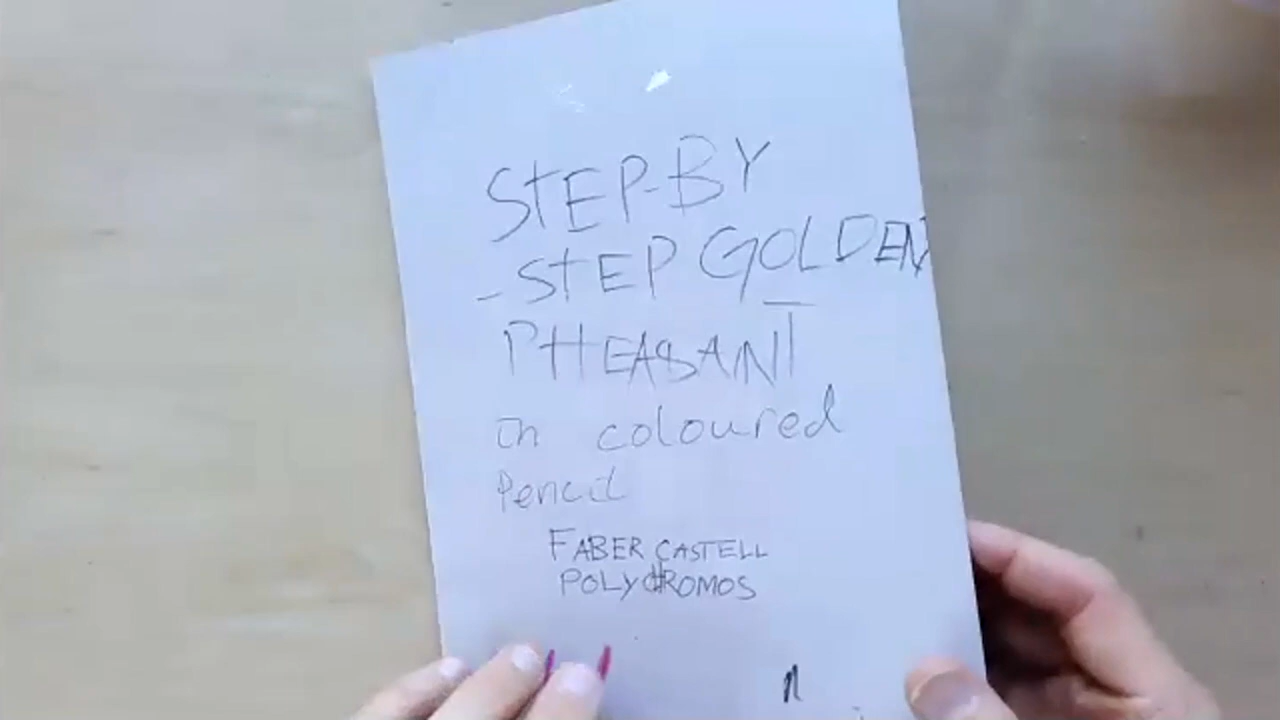 STEP-BY
-STEP GOLDEN
PHEASANT
in coloured
Pencil
FABER CASTELL
POLYCHROMOS